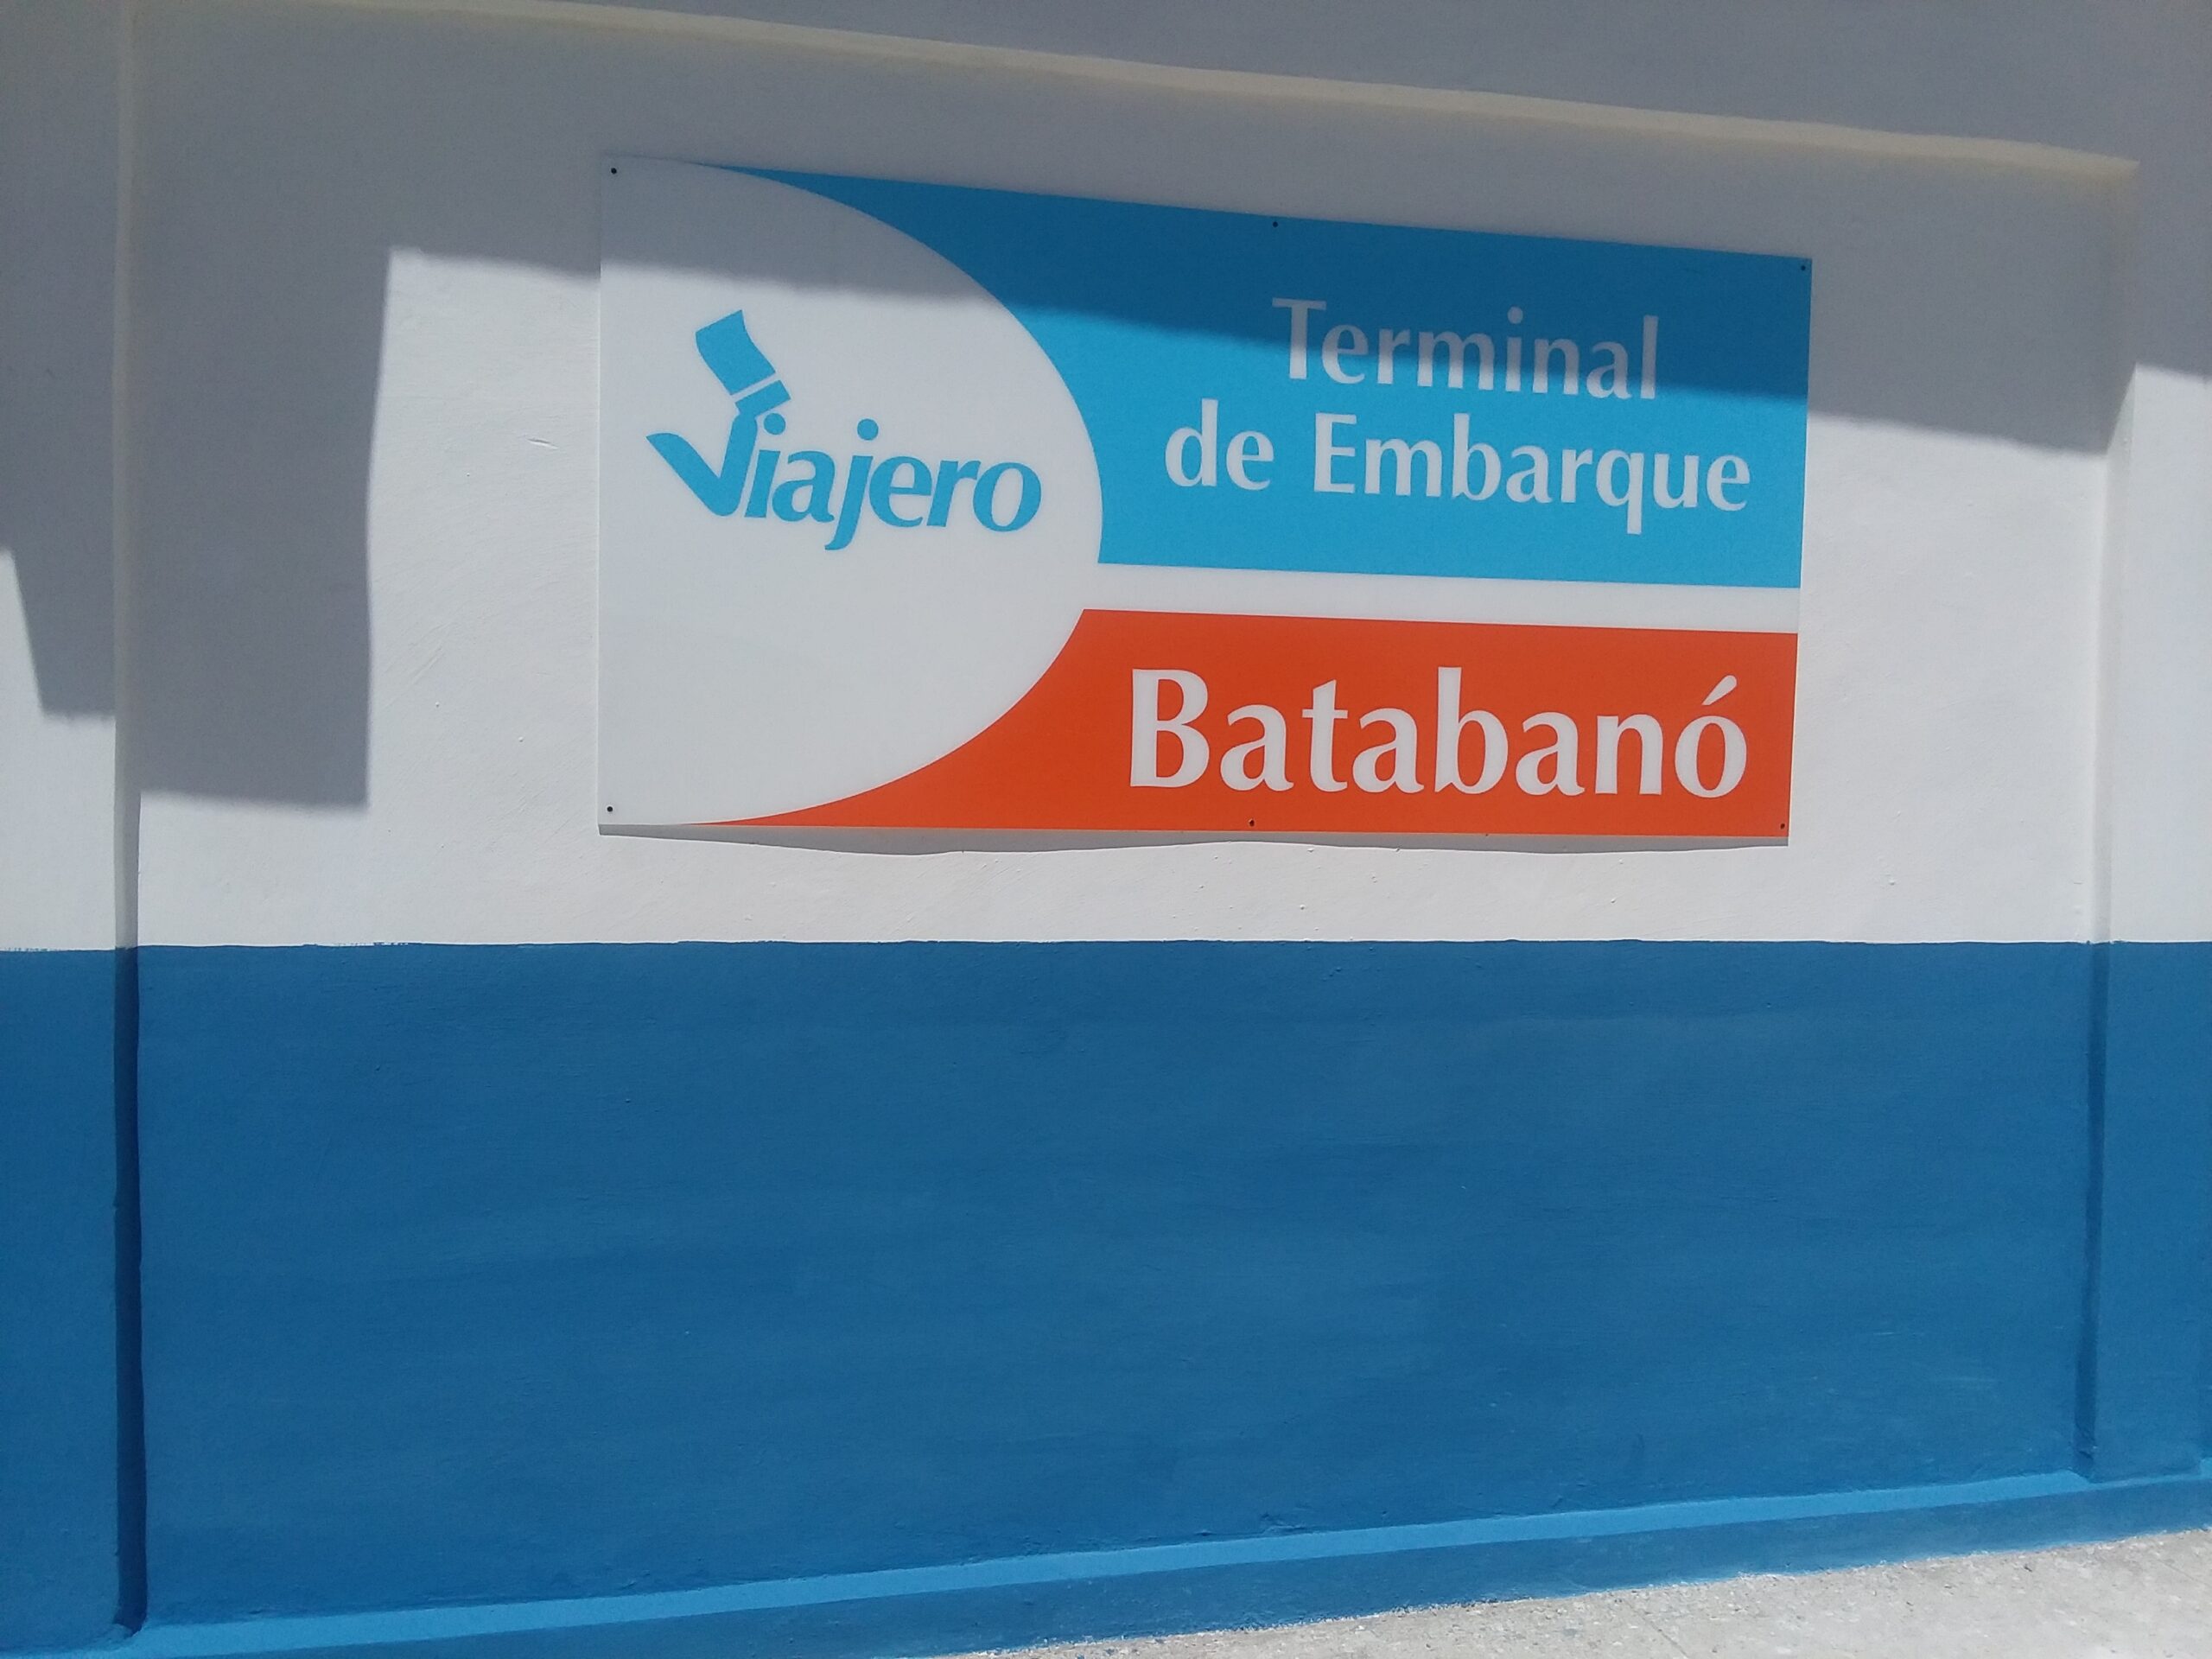 Viajero
Terminal
de Embarque
Batabanó